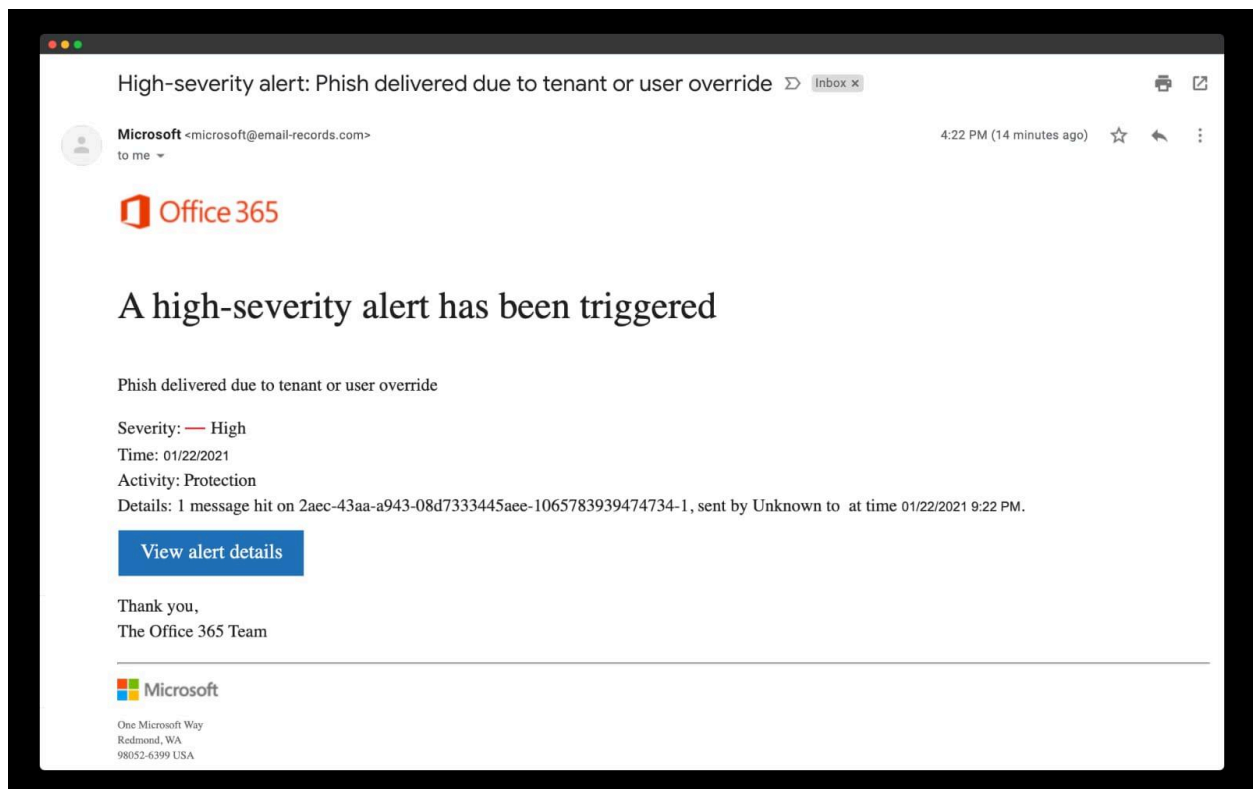 High-severity alert: Phish delivered due to tenant or user override Inbox x
Microsoft <microsoft@email-records.com>
4:22 PM (14 minutes ago)
to me
Office 365
A high-severity alert has been triggered
Phish delivered due to tenant or user override
Severity: — High
Time: 01/22/2021
Activity: Protection
Details: 1 message hit on 2aec-43aa-a943-08d7333445aee-1065783939474734-1, sent by Unknown to at time 01/22/2021 9:22 PM.
View alert details
Thank you,
The Office 365 Team
Microsoft
One Microsoft Way
Redmond, WA
98052-6399 USA